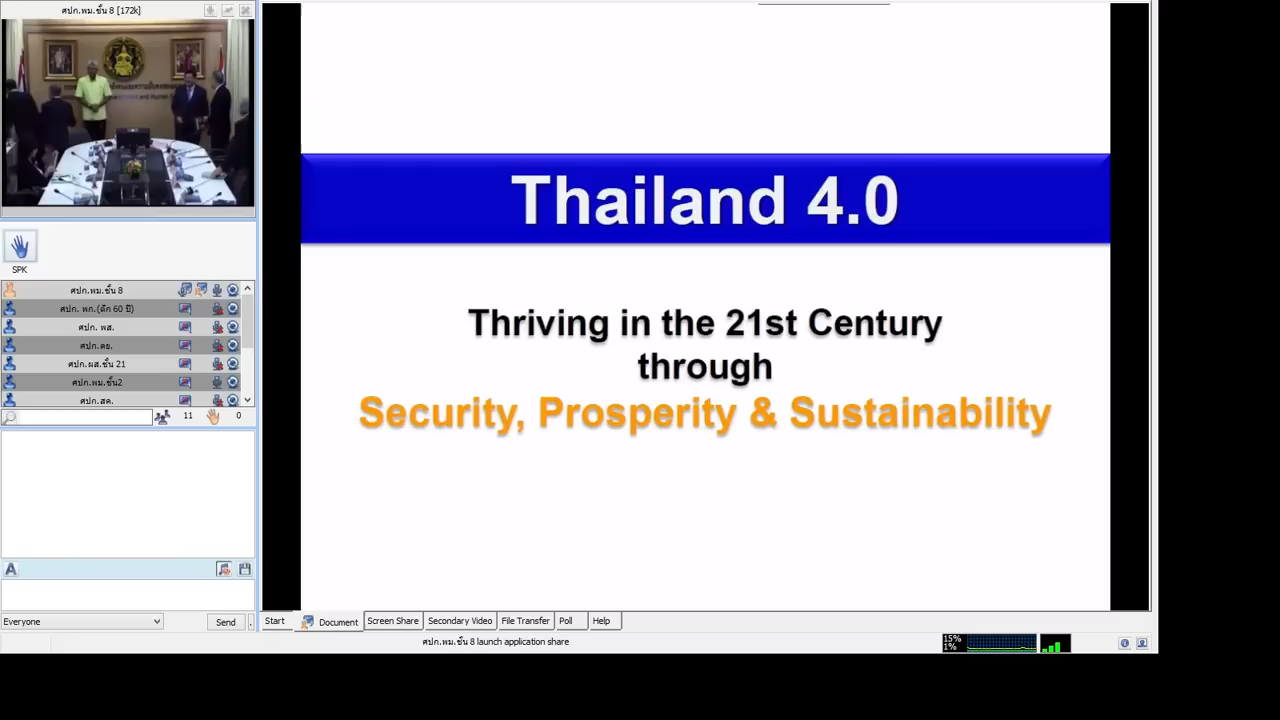 ศปก.พม.ชั้น 8 [172k]
Thailand 4.0
Thriving in the 21st Century
through
Security, Prosperity & Sustainability
SPK
ศปก.พม.ชั้น 8
ศปก. พก.(ตึก 60 ปี)
ศปก. พส.
ศปก.ดย.
ศปก.ผส.ชั้น 21
ศปก.พม.ชั้น2
ศปก.สค.
11
0
A
Everyone
Send
Start
Document
Screen Share
Secondary Video
File Transfer
Poll
Help
ศปก.พม.ชั้น 8 launch application share
15%
1%